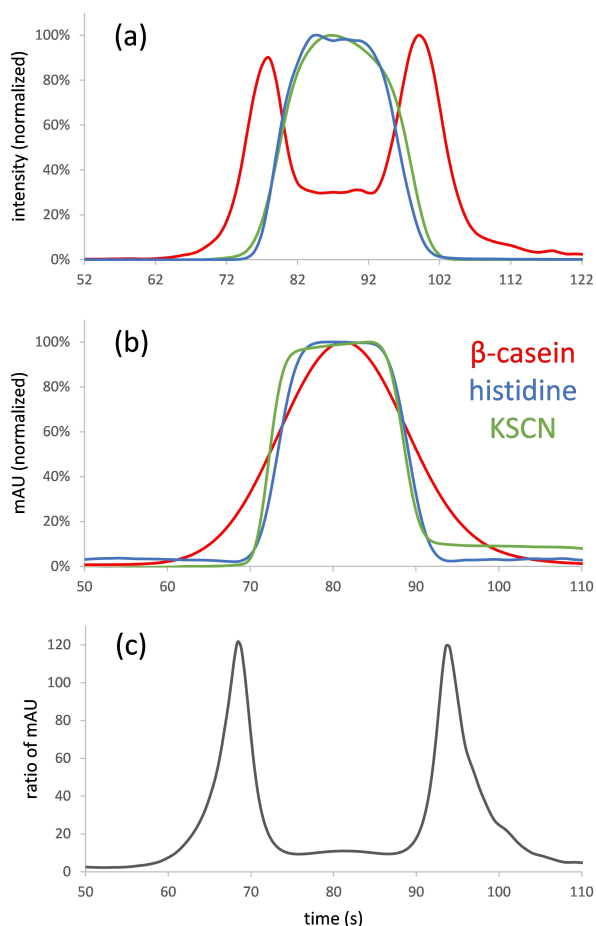 (a)
intensity (normalized)
100%
80%
60%
40%
20%
0%
52 62 72 82 92 102 112 122
(b)
β-casein
histidine
KSCN
mAU (normalized)
100%
80%
60%
40%
20%
0%
50 60 70 80 90 100 110
(c)
ratio of mAU
120
100
80
60
40
20
0
50 60 70 80 90 100 110
time (s)